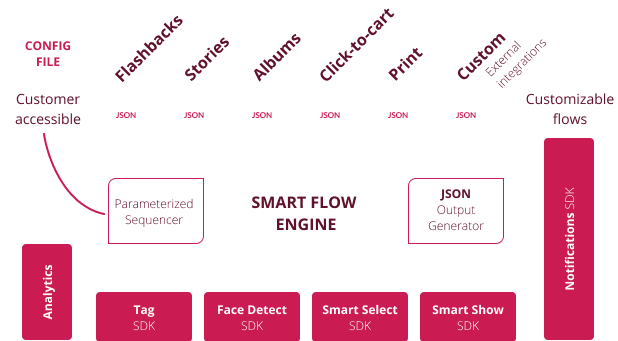 CONFIG
FILE
Flashbacks
Stories
Albums
Click-to-cart
Print
Custom
External
integrations
Customer
accessible
Customizable
flows
JSON
JSON
JSON
JSON
JSON
JSON
Parameterized
Sequencer
SMART FLOW
ENGINE
JSON
Output
Generator
Notifications SDK
Analytics
Tag
SDK
Face Detect
SDK
Smart Select
SDK
Smart Show
SDK